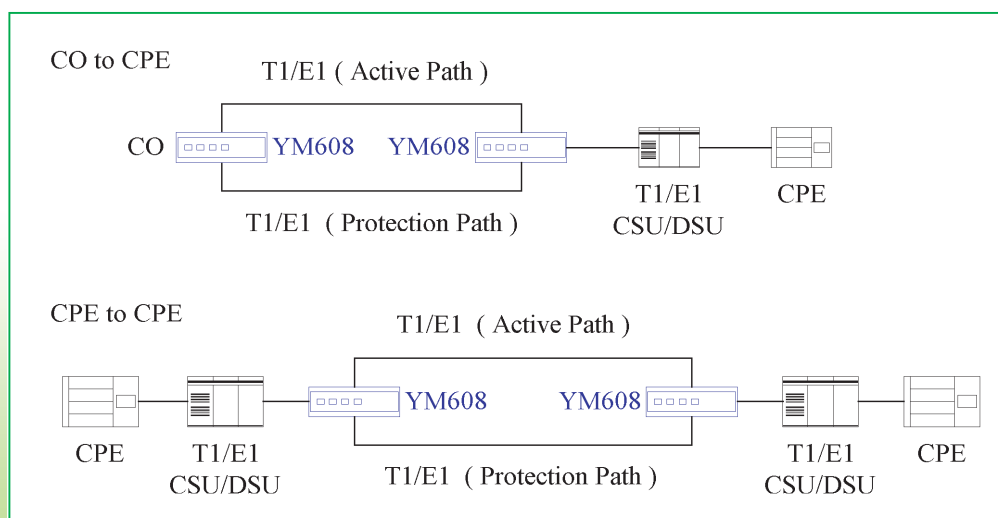 CO to CPE
T1/E1 ( Active Path )
CO
YM608
YM608
T1/E1 ( Protection Path )
T1/E1
CSU/DSU
CPE
CPE to CPE
T1/E1 ( Active Path )
YM608
YM608
CPE
T1/E1
CSU/DSU
T1/E1 ( Protection Path )
T1/E1
CSU/DSU
CPE